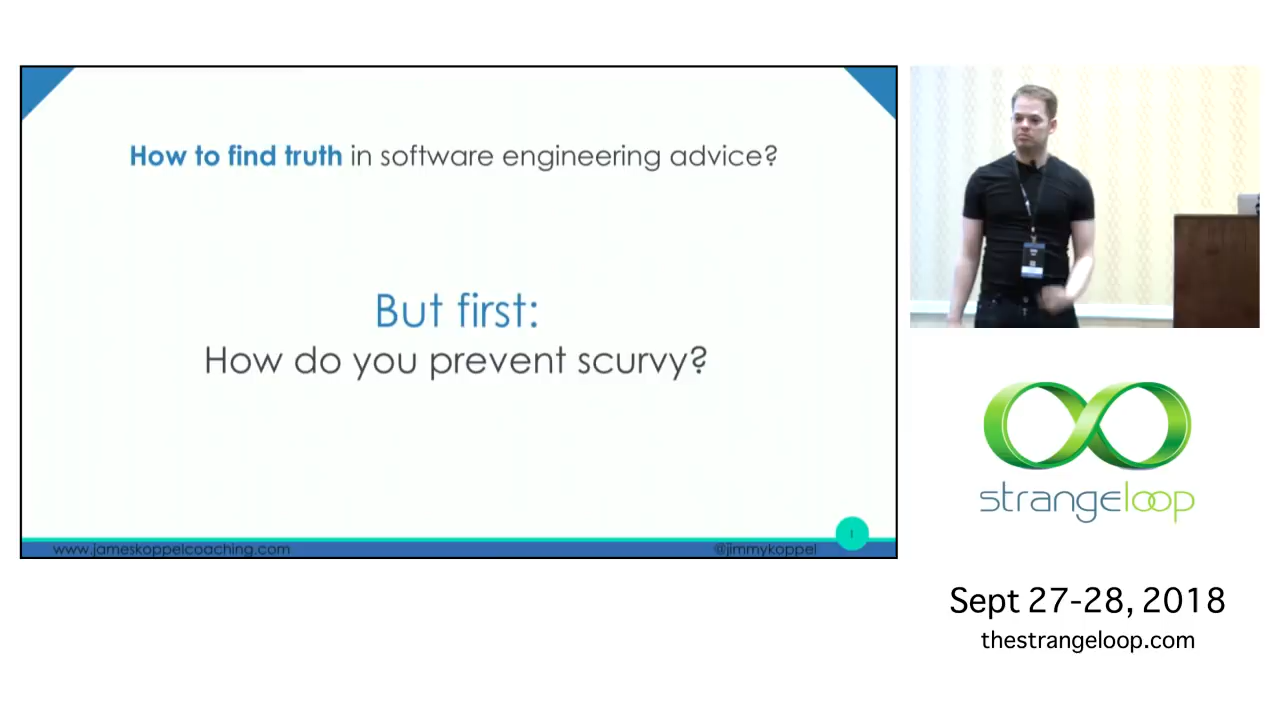 How to find truth in software engineering advice?
But first:
How do you prevent scurvy?
www.jameskoppelcoaching.com
@jimmykoppel
1
strangeloop
Sept 27-28, 2018
thestrangeloop.com